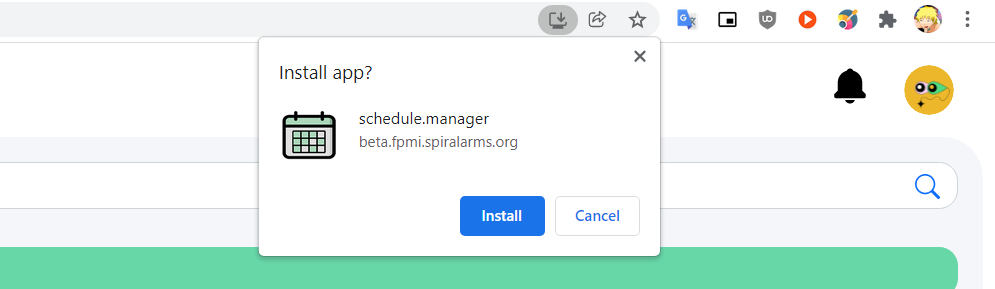 Install app?
schedule.manager
beta.fpmi.spiralarms.org
Install
Cancel